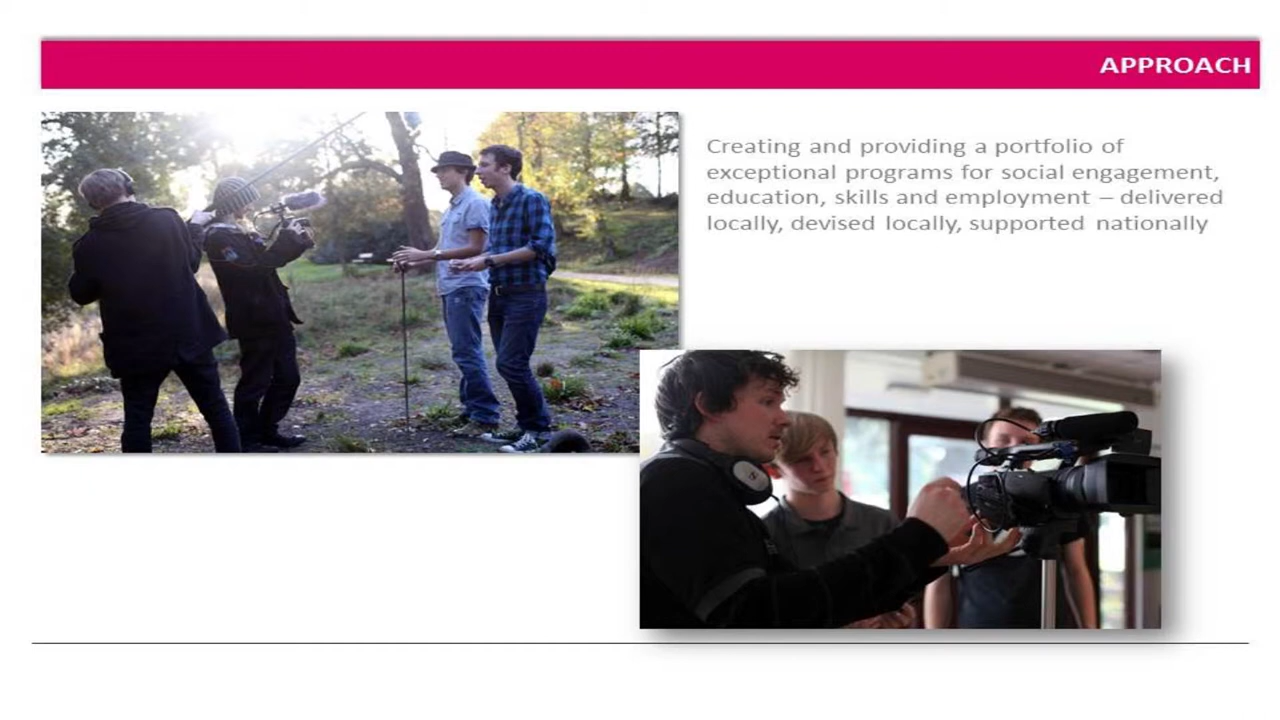 APPROACH
Creating and providing a portfolio of
exceptional programs for social engagement,
education, skills and employment – delivered
locally, devised locally, supported nationally